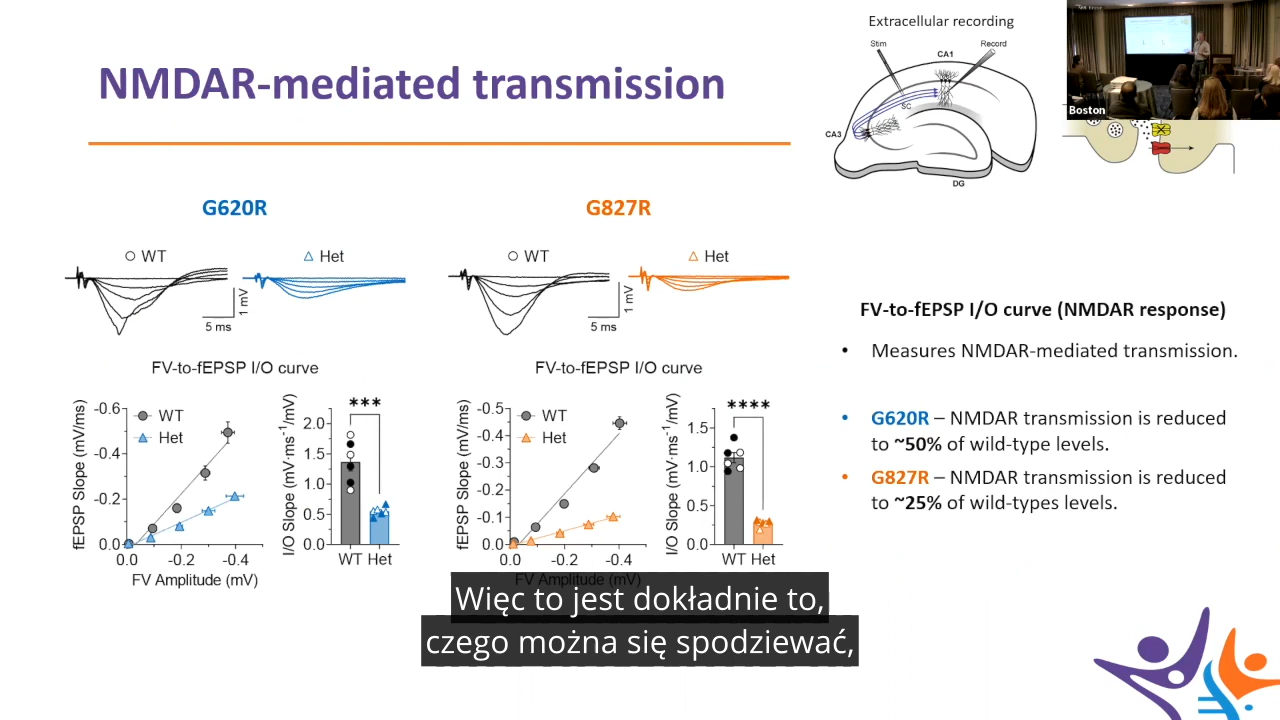 NMDAR-mediated transmission
Extracellular recording
Stim
CA1
Record
SC
CA3
DG
Boston
G620R
WT
Het
1 mV
5 ms
FV-to-fEPSP I/O curve
fEPSP Slope (mV/ms)
-0.6
-0.4
-0.2
0.0
WT
Het
0.0
-0.2
-0.4
FV Amplitude (mV)
I/O Slope (mV·ms⁻¹/mV)
2.0
1.5
1.0
0.5
0.0
***
WT Het
G827R
WT
Het
1 mV
5 ms
FV-to-fEPSP I/O curve
fEPSP Slope (mV/ms)
-0.5
-0.4
-0.3
-0.2
-0.1
0.0
WT
Het
0.0
-0.2
-0.4
FV Amplitude (mV)
I/O Slope (mV·ms⁻¹/mV)
1.5
1.0
0.5
0.0
****
WT Het
FV-to-fEPSP I/O curve (NMDAR response)
• Measures NMDAR-mediated transmission.
• G620R – NMDAR transmission is reduced
to ~50% of wild-type levels.
• G827R – NMDAR transmission is reduced
to ~25% of wild-types levels.
Więc to jest dokładnie to,
czego można się spodziewać,